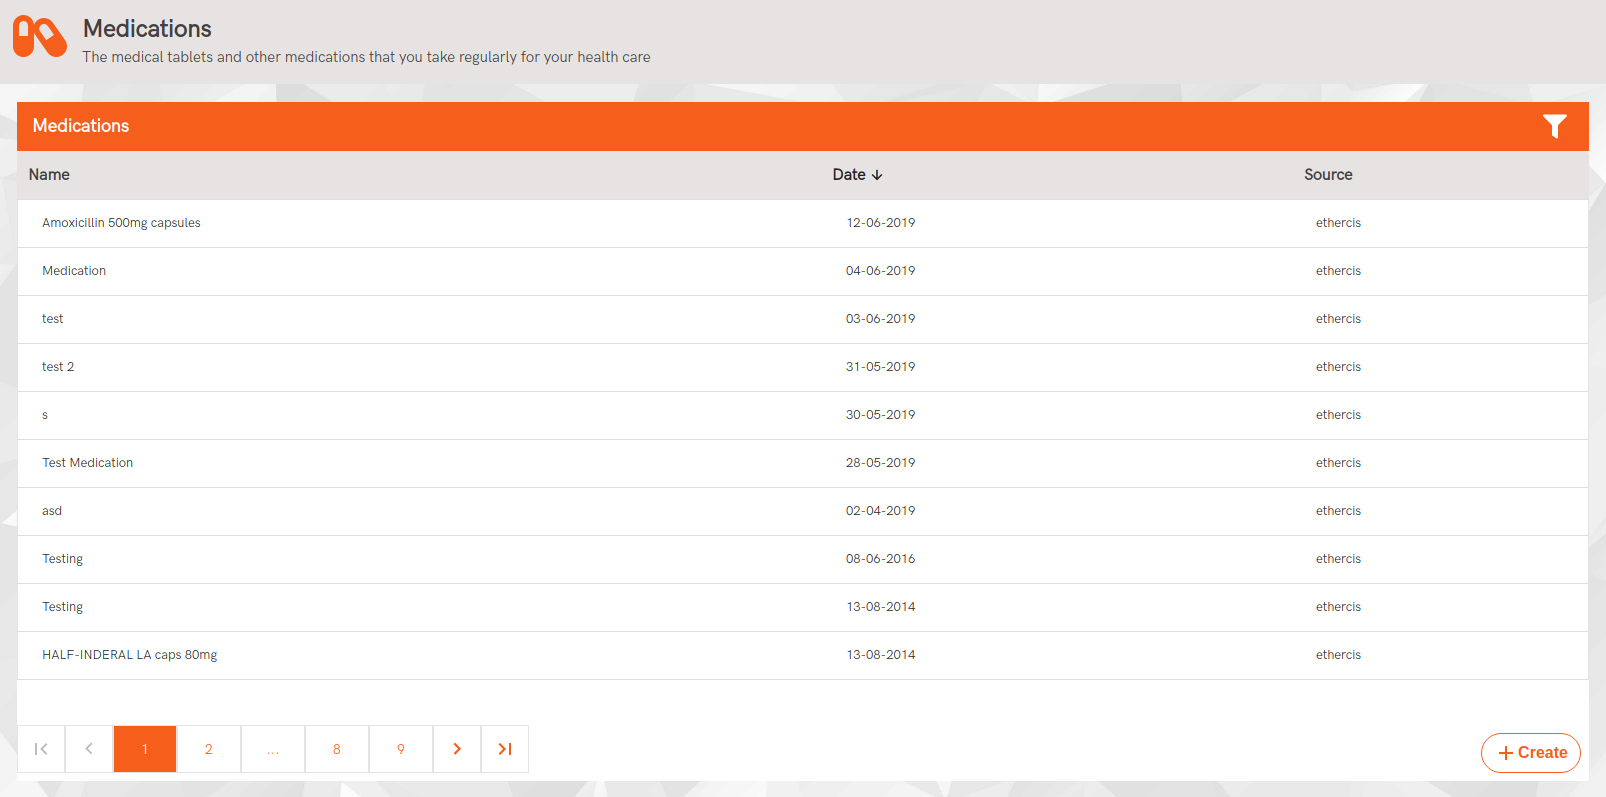 Medications
The medical tablets and other medications that you take regularly for your health care
Medications
Name Date Source
Amoxicillin 500mg capsules 12-06-2019 ethercis
Medication 04-06-2019 ethercis
test 03-06-2019 ethercis
test 2 31-05-2019 ethercis
s 30-05-2019 ethercis
Test Medication 28-05-2019 ethercis
asd 02-04-2019 ethercis
Testing 08-06-2016 ethercis
Testing 13-08-2014 ethercis
HALF-INDERAL LA caps 80mg 13-08-2014 ethercis
1 2 ... 8 9
Create